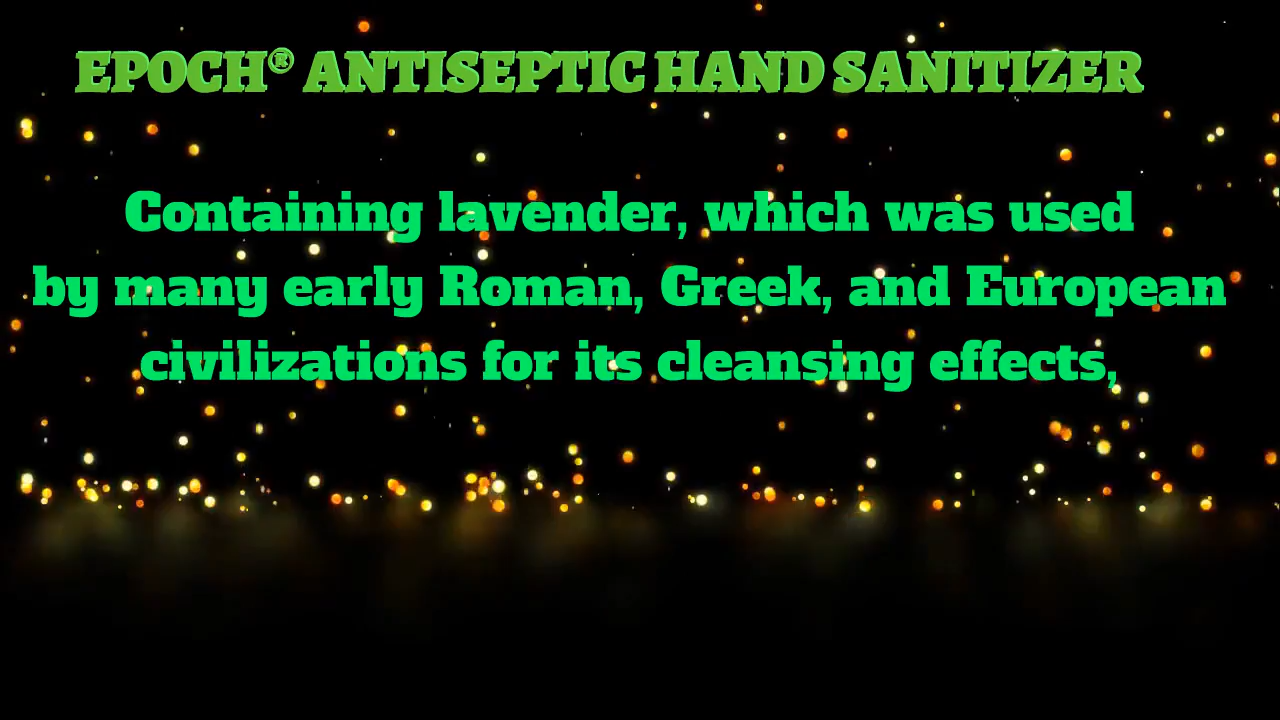 EPOCH® ANTISEPTIC HAND SANITIZER
Containing lavender, which was used
by many early Roman, Greek, and European
civilizations for its cleansing effects,